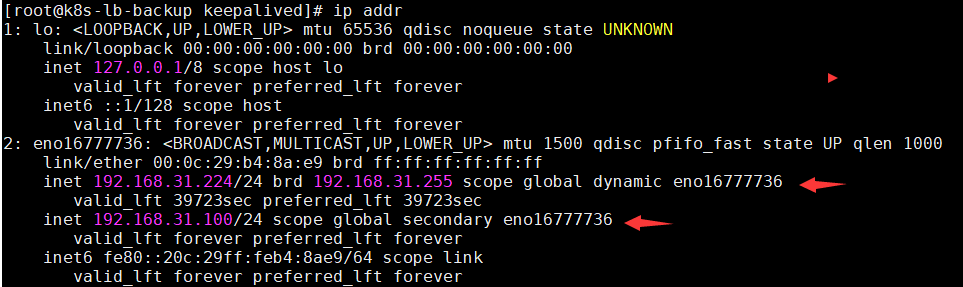 [root@k8s-lb-backup keepalived]# ip addr
1: lo: <LOOPBACK,UP,LOWER_UP> mtu 65536 qdisc noqueue state UNKNOWN
    link/loopback 00:00:00:00:00:00 brd 00:00:00:00:00:00
    inet 127.0.0.1/8 scope host lo
       valid_lft forever preferred_lft forever
    inet6 ::1/128 scope host
       valid_lft forever preferred_lft forever
2: eno16777736: <BROADCAST,MULTICAST,UP,LOWER_UP> mtu 1500 qdisc pfifo_fast state UP qlen 1000
    link/ether 00:0c:29:b4:8a:e9 brd ff:ff:ff:ff:ff:ff
    inet 192.168.31.224/24 brd 192.168.31.255 scope global dynamic eno16777736
       valid_lft 39723sec preferred_lft 39723sec
    inet 192.168.31.100/24 scope global secondary eno16777736
       valid_lft forever preferred_lft forever
    inet6 fe80::20c:29ff:feb4:8ae9/64 scope link
       valid_lft forever preferred_lft forever